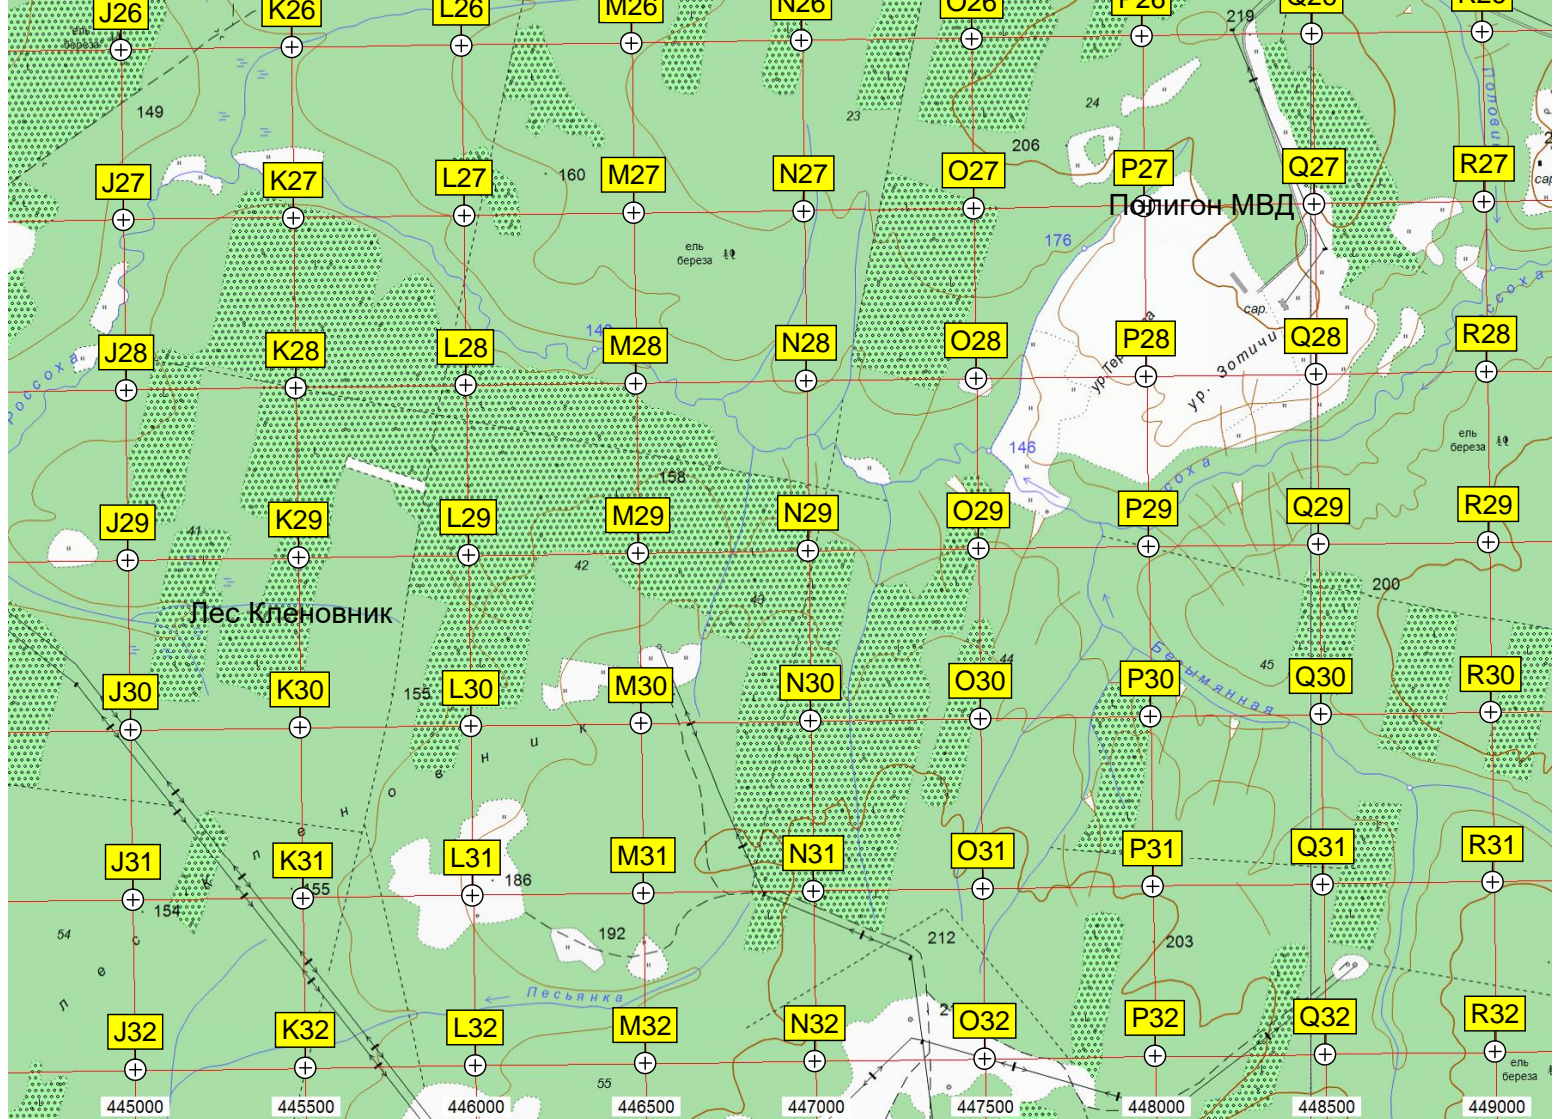 J26 K26 L26 M26 N26 O26 P26 Q26 R26
219
ель
береза
149
23
24
206
160
J27 K27 L27 M27 N27 O27 P27 Q27 R27
Полигон МВД
176
ель
береза
сар.
J28 K28 L28 M28 N28 O28 P28 Q28 R28
Россоха
ур. Зотичи
146
ель
береза
158
J29 K29 L29 M29 N29 O29 P29 Q29 R29
41
42
43
200
Лес Кленовник
44
45
Безымянная
155
J30 K30 L30 M30 N30 O30 P30 Q30 R30
лес Кленовник
J31 K31 L31 M31 N31 O31 P31 Q31 R31
155
186
154
54
192
212
203
Песьянка
J32 K32 L32 M32 N32 O32 P32 Q32 R32
55
ель
береза
445000 445500 446000 446500 447000 447500 448000 448500 449000